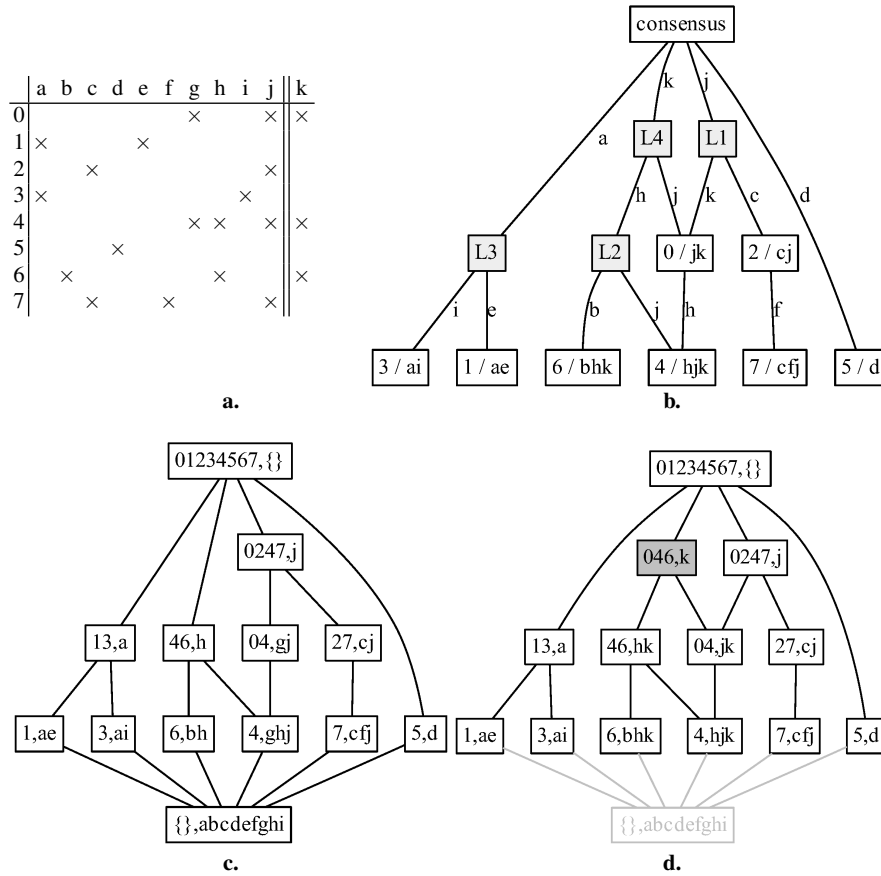 a b c d e f g h i j k
0 × × ×
1 × ×
2 × ×
3 × ×
4 × × × ×
5 ×
6 × × ×
7 × × ×
a.
consensus
k j
a
L4 L1
h j k c d
L3 L2 0 / jk 2 / cj
i e b j h f
3 / ai 1 / ae 6 / bhk 4 / hjk 7 / cfj 5 / d
b.
01234567,{}
0247,j
13,a 46,h 04,gj 27,cj
1,ae 3,ai 6,bh 4,ghj 7,cfj 5,d
{},abcdefghi
c.
01234567,{}
046,k 0247,j
13,a 46,hk 04,jk 27,cj
1,ae 3,ai 6,bhk 4,hjk 7,cfj 5,d
{},abcdefghi
d.